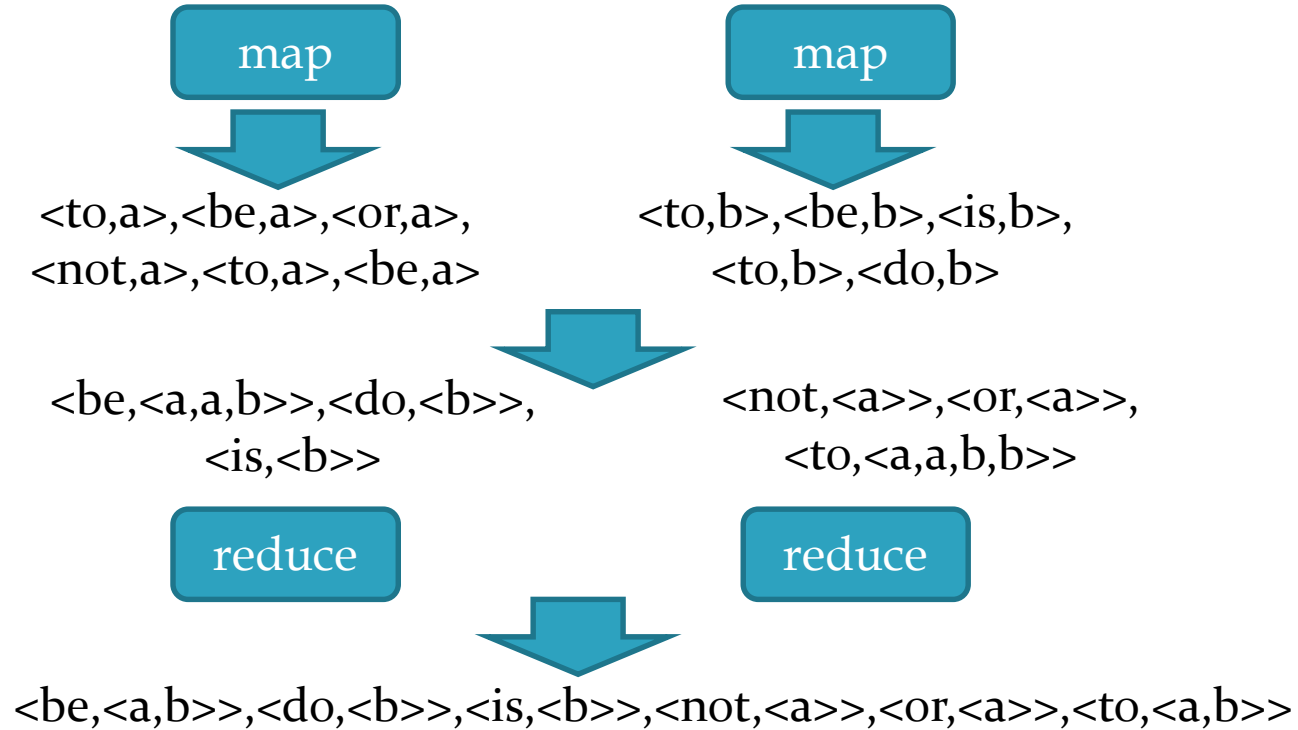 map
map
<to,a>,<be,a>,<or,a>,
<not,a>,<to,a>,<be,a>
<to,b>,<be,b>,<is,b>,
<to,b>,<do,b>
<be,<a,a,b>>,<do,<b>>,
<is,<b>>
<not,<a>>,<or,<a>>,
<to,<a,a,b,b>>
reduce
reduce
<be,<a,b>>,<do,<b>>,<is,<b>>,<not,<a>>,<or,<a>>,<to,<a,b>>